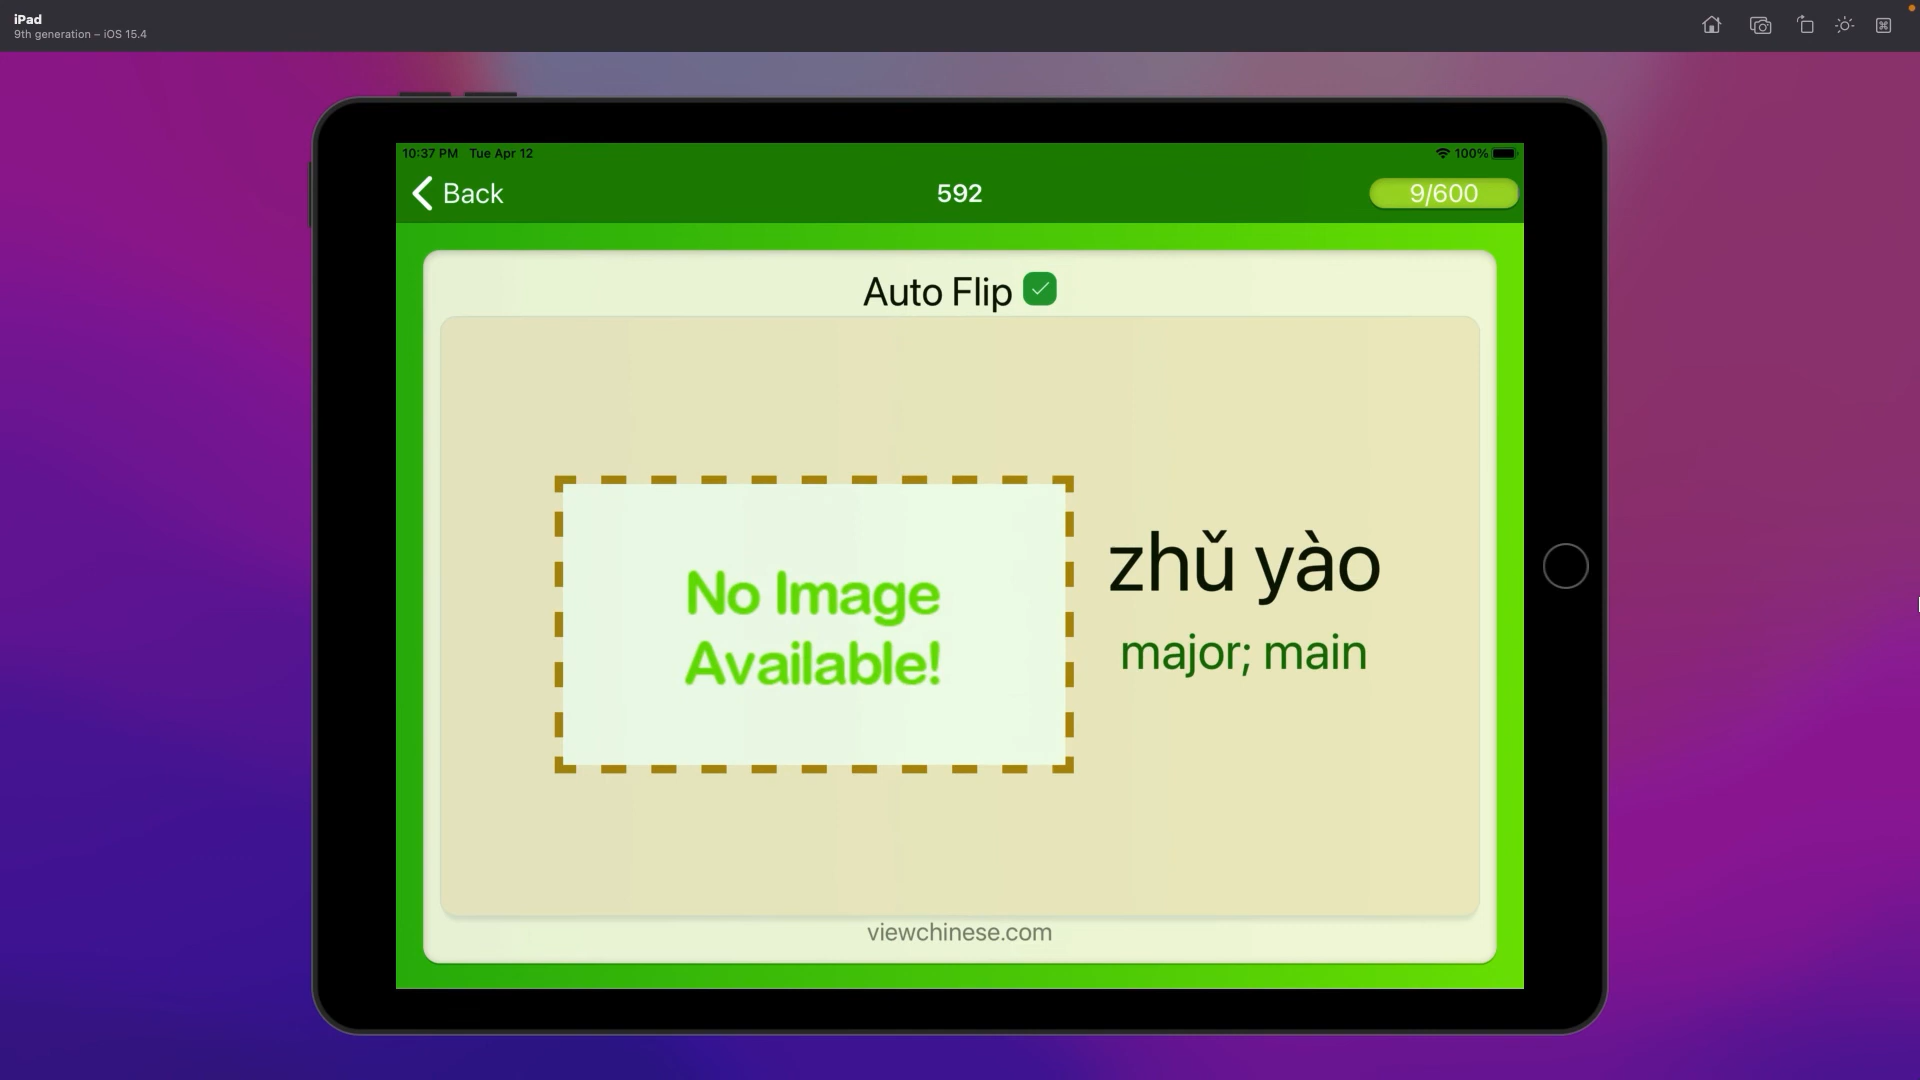 iPad
9th generation – iOS 15.4
10:37 PM Tue Apr 12
100%
Back
592
9/600
Auto Flip
No Image
Available!
zhǔ yào
major; main
viewchinese.com